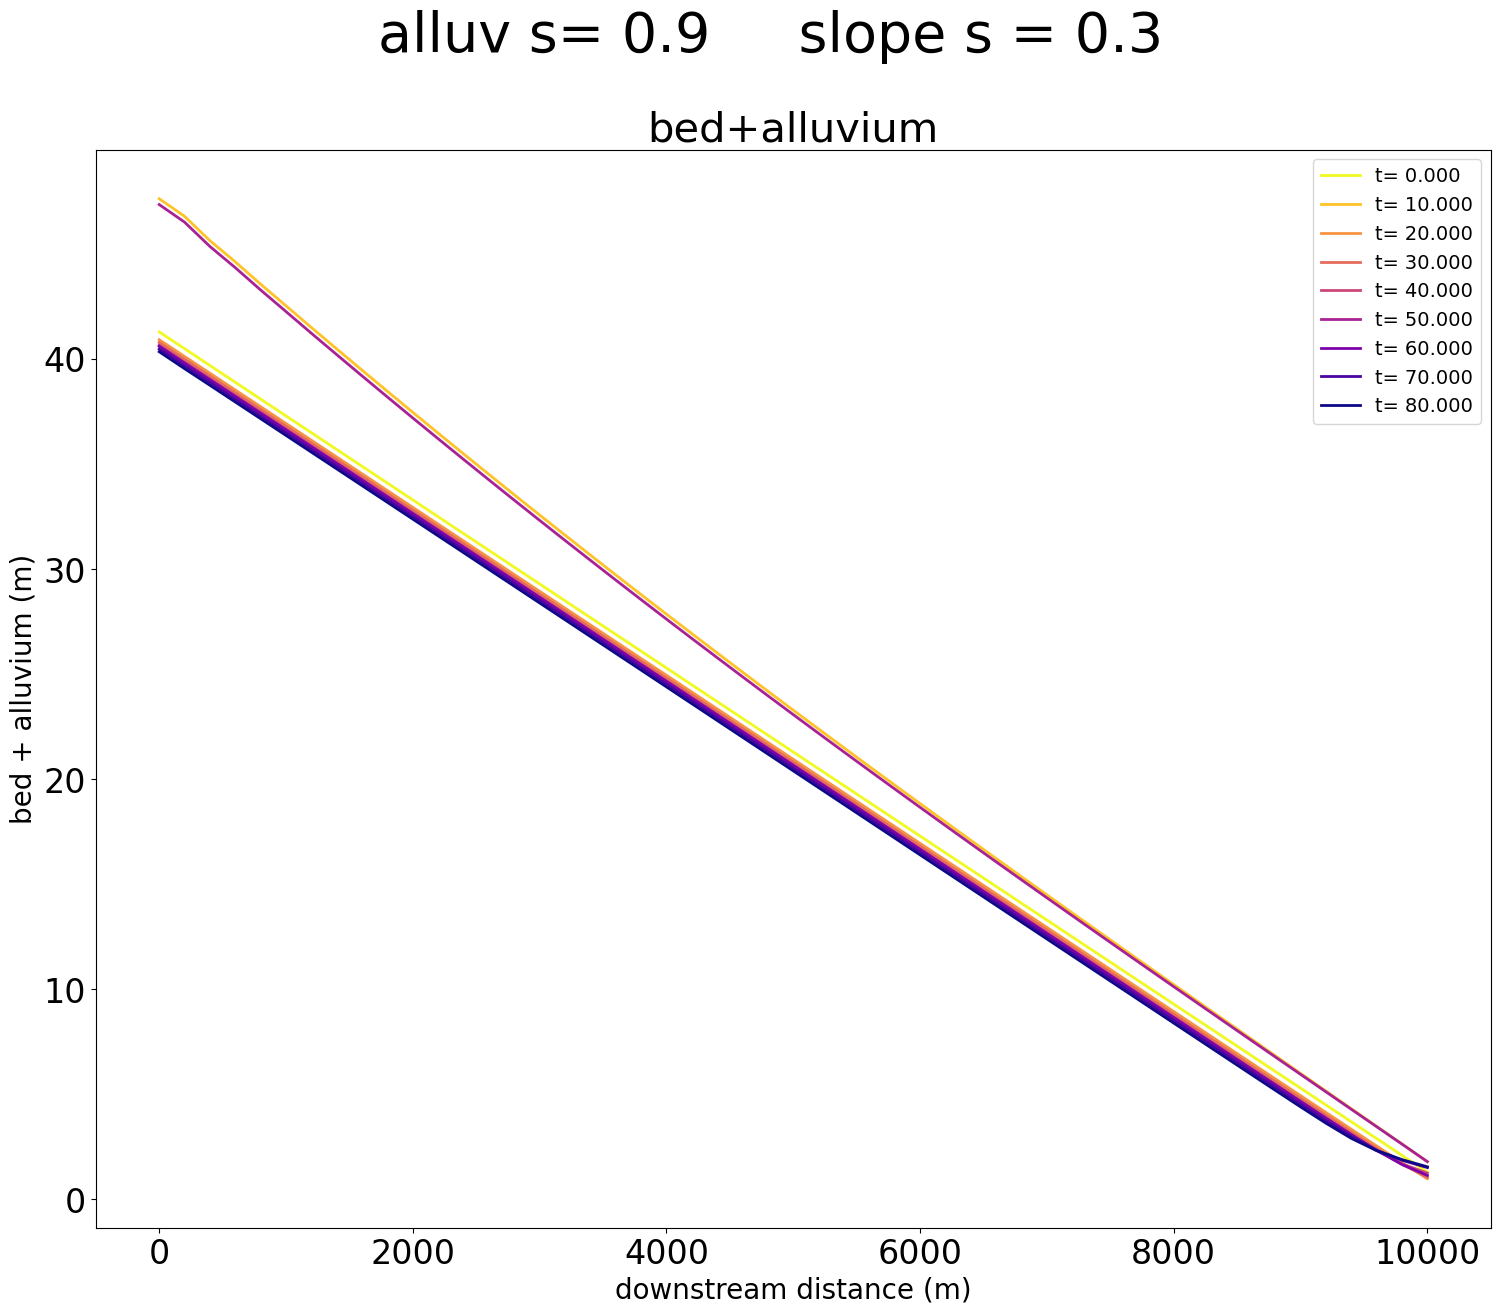 alluv s= 0.9 slope s = 0.3
bed+alluvium
t= 0.000
t= 10.000
t= 20.000
t= 30.000
t= 40.000
t= 50.000
t= 60.000
t= 70.000
t= 80.000
bed + alluvium (m)
40
30
20
10
0
0 2000 4000 6000 8000 10000
downstream distance (m)